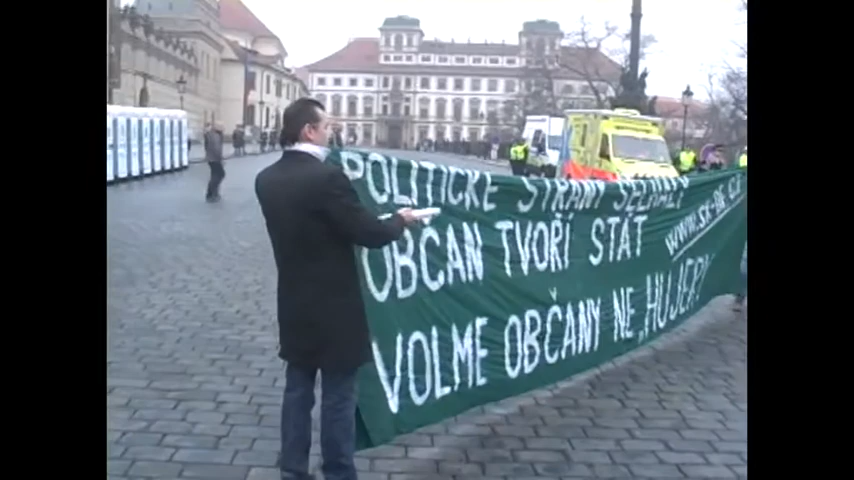 POLITICKÉ STRANY SELHALY
OBČAN TVOŘÍ STÁT
VOLME OBČANY NE „HUJERY